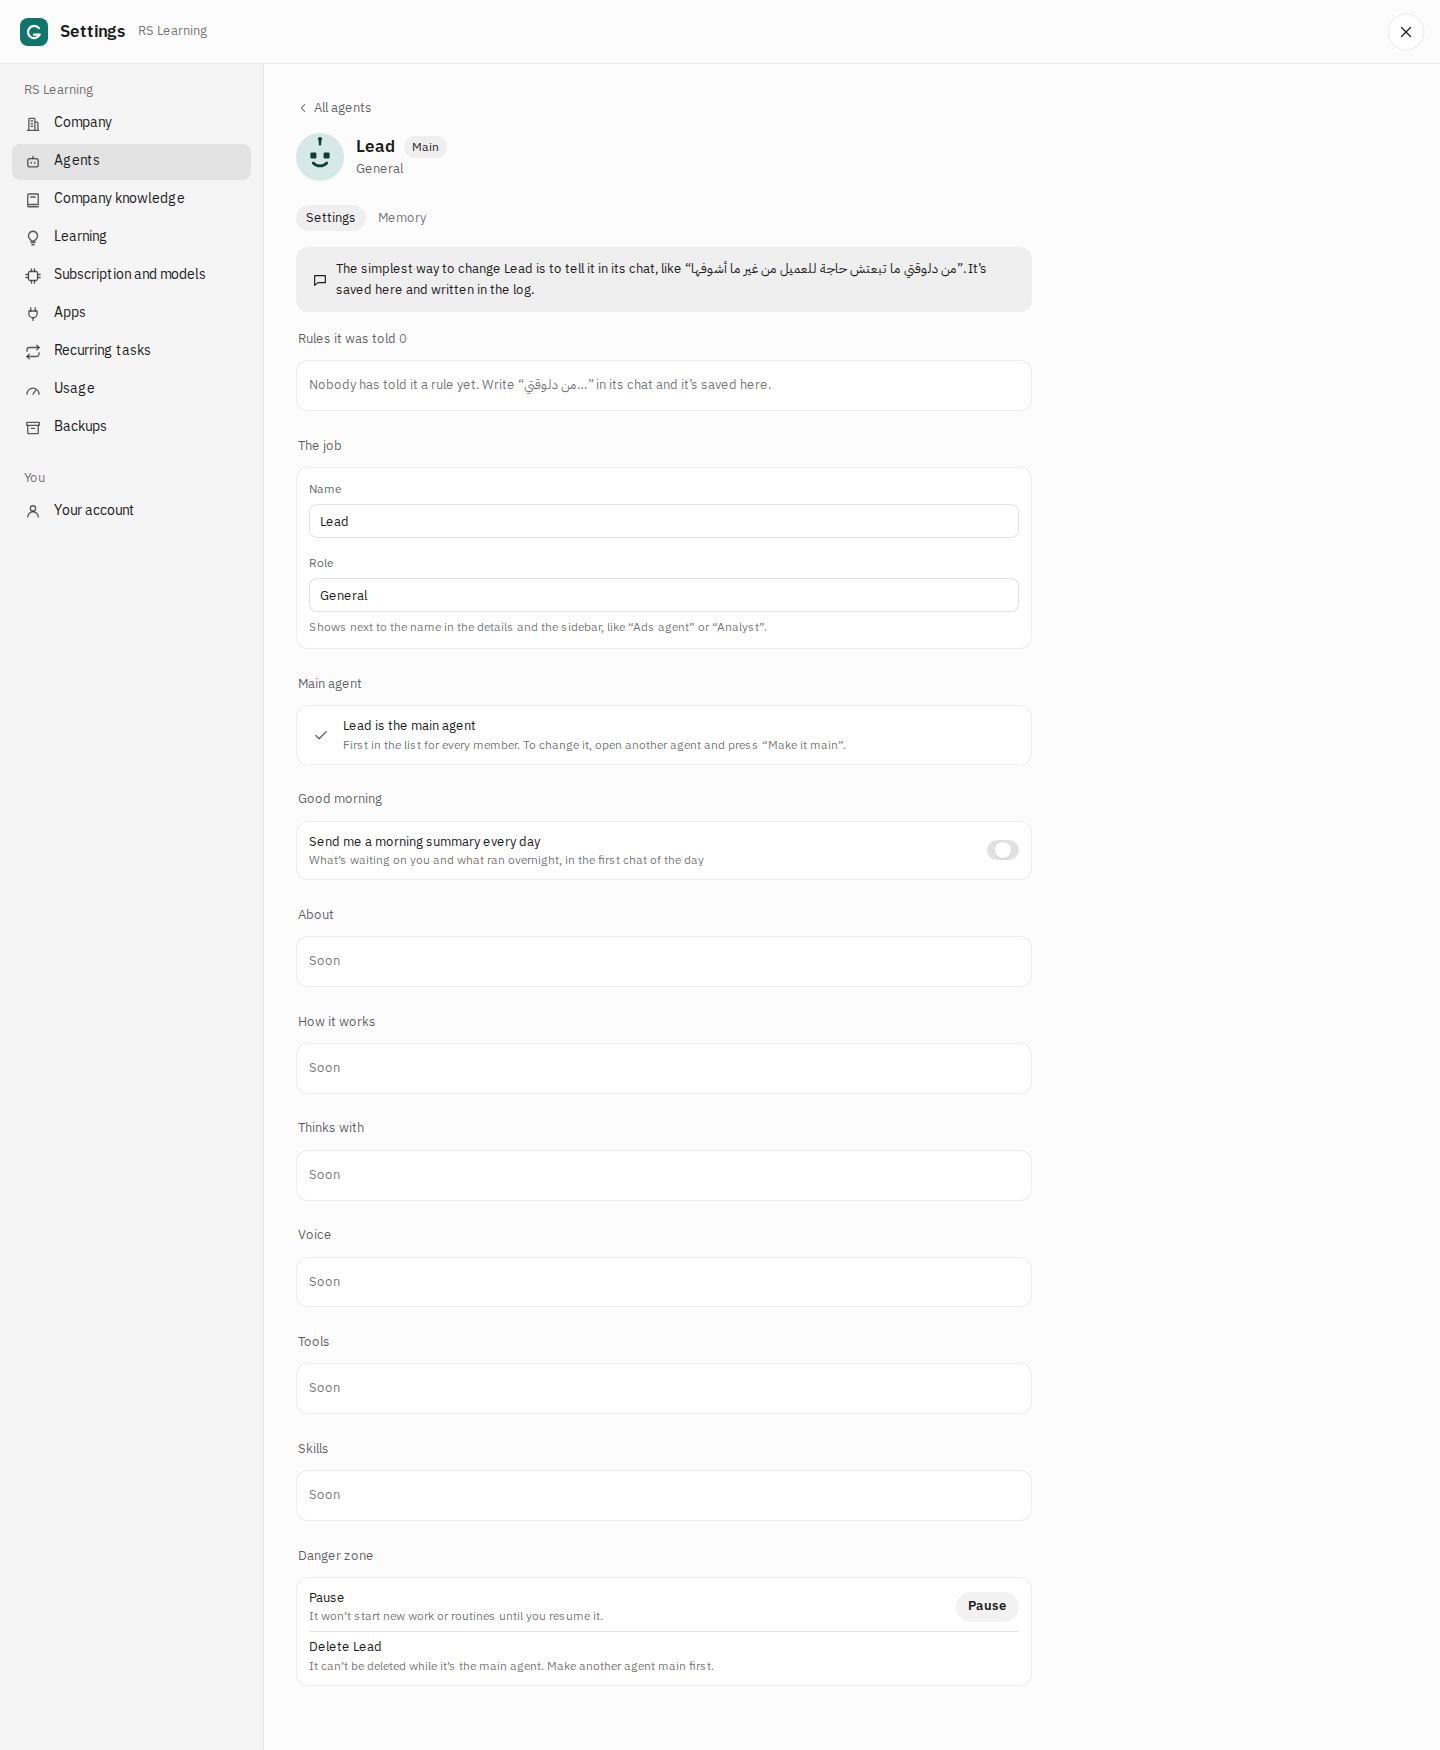 Settings RS Learning
RS Learning
Company
Agents
Company knowledge
Learning
Subscription and models
Apps
Recurring tasks
Usage
Backups
You
Your account
All agents
Lead Main
General
Settings Memory
The simplest way to change Lead is to tell it in its chat, like “من دلوقتي ما تبعتش حاجة للعميل من غير ما أشوفها”. It’s
saved here and written in the log.
Rules it was told 0
Nobody has told it a rule yet. Write “من دلوقتي…” in its chat and it’s saved here.
The job
Name
Lead
Role
General
Shows next to the name in the details and the sidebar, like “Ads agent” or “Analyst”.
Main agent
Lead is the main agent
First in the list for every member. To change it, open another agent and press “Make it main”.
Good morning
Send me a morning summary every day
What’s waiting on you and what ran overnight, in the first chat of the day
About
Soon
How it works
Soon
Thinks with
Soon
Voice
Soon
Tools
Soon
Skills
Soon
Danger zone
Pause
It won’t start new work or routines until you resume it.
Pause
Delete Lead
It can’t be deleted while it’s the main agent. Make another agent main first.